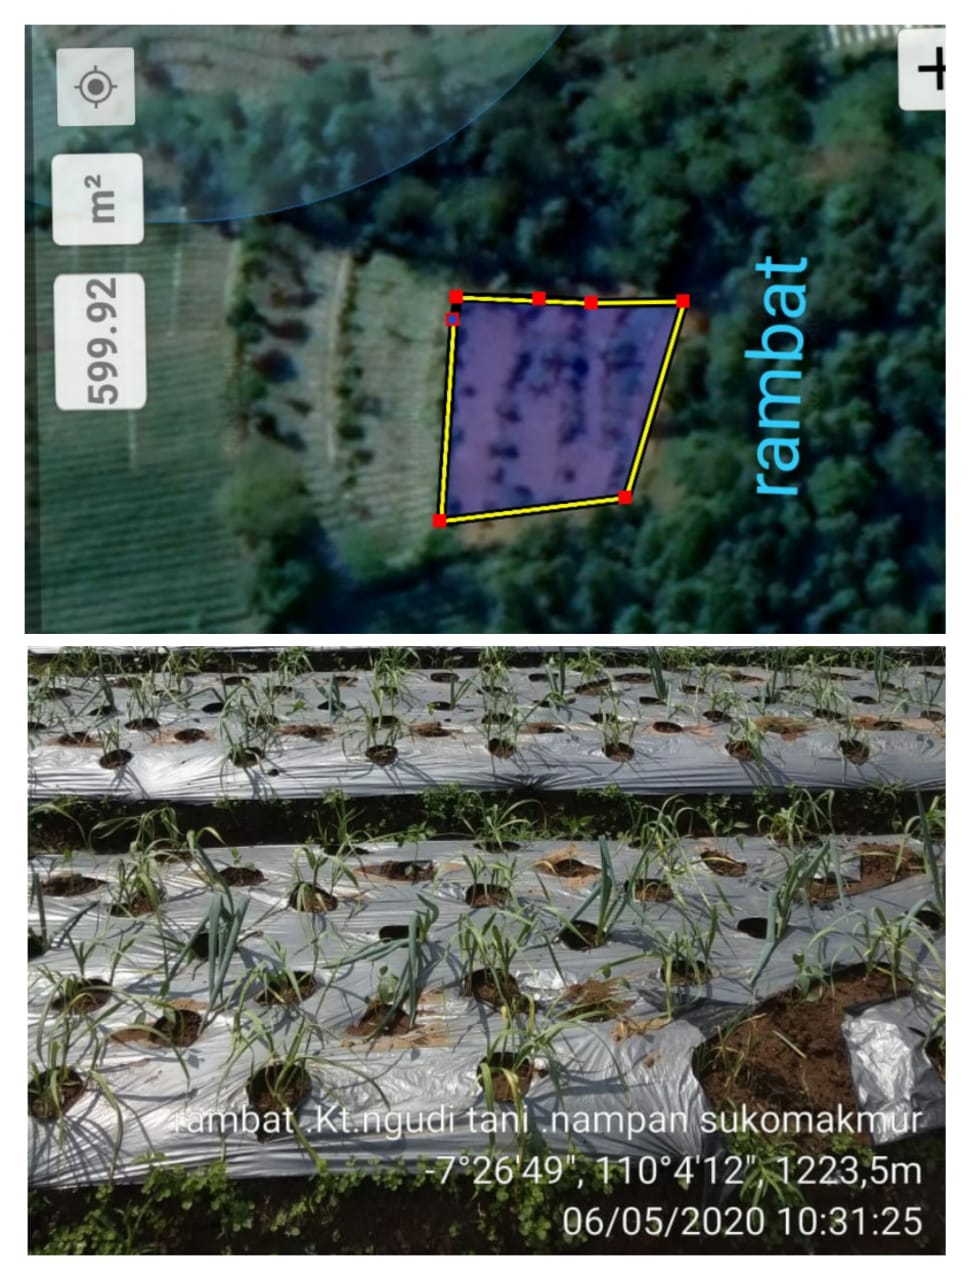 m²
599.92
+
rambat
rambat .Kt.ngudi tani .nampan sukomakmur
-7°26'49", 110°4'12", 1223,5m
06/05/2020 10:31:25